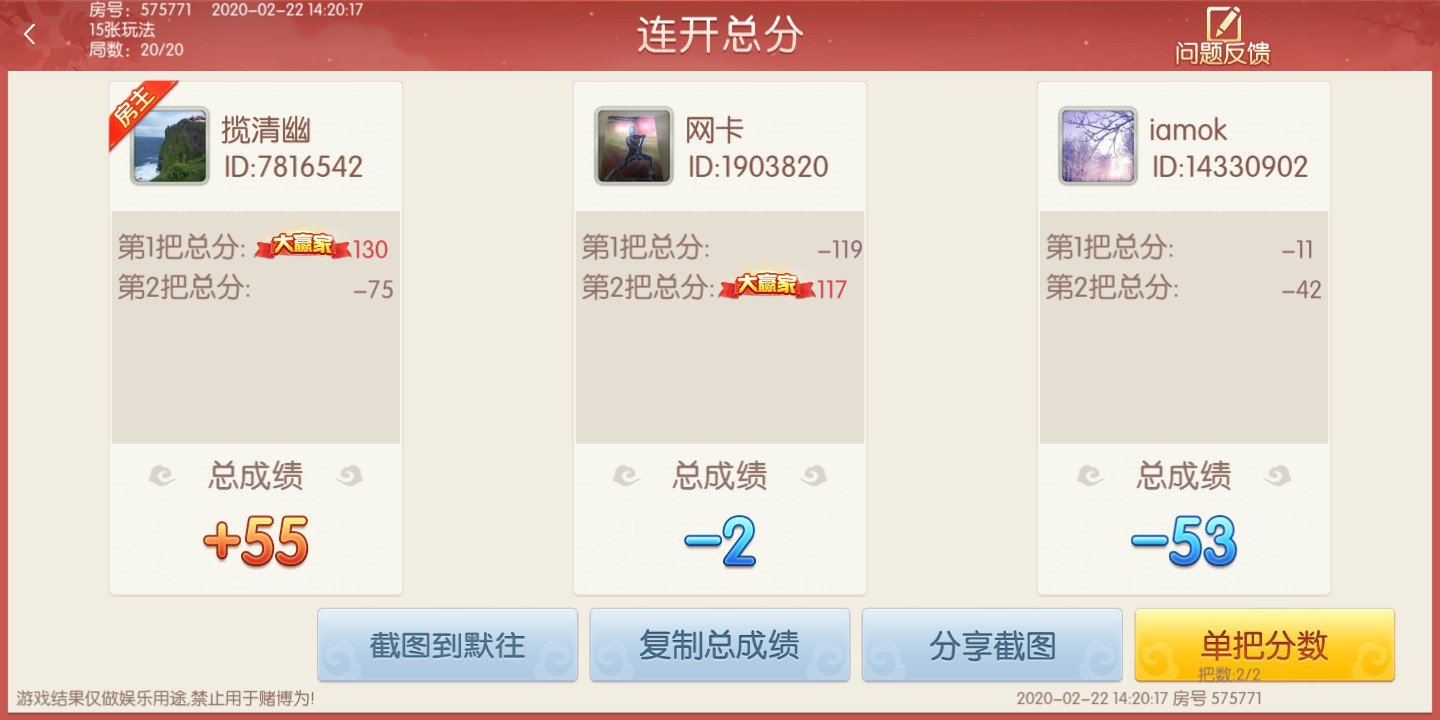 房号：575771 2020-02-22 14:20:17
15张玩法
局数：20/20
连开总分
问题反馈
房主
揽清幽
ID:7816542
第1把总分: 大赢家 130
第2把总分: -75
总成绩
+55
网卡
ID:1903820
第1把总分: -119
第2把总分: 大赢家 117
总成绩
-2
iamok
ID:14330902
第1把总分: -11
第2把总分: -42
总成绩
-53
截图到默往
复制总成绩
分享截图
单把分数
把数:2/2
游戏结果仅做娱乐用途,禁止用于赌博为!
2020-02-22 14:20:17 房号 575771